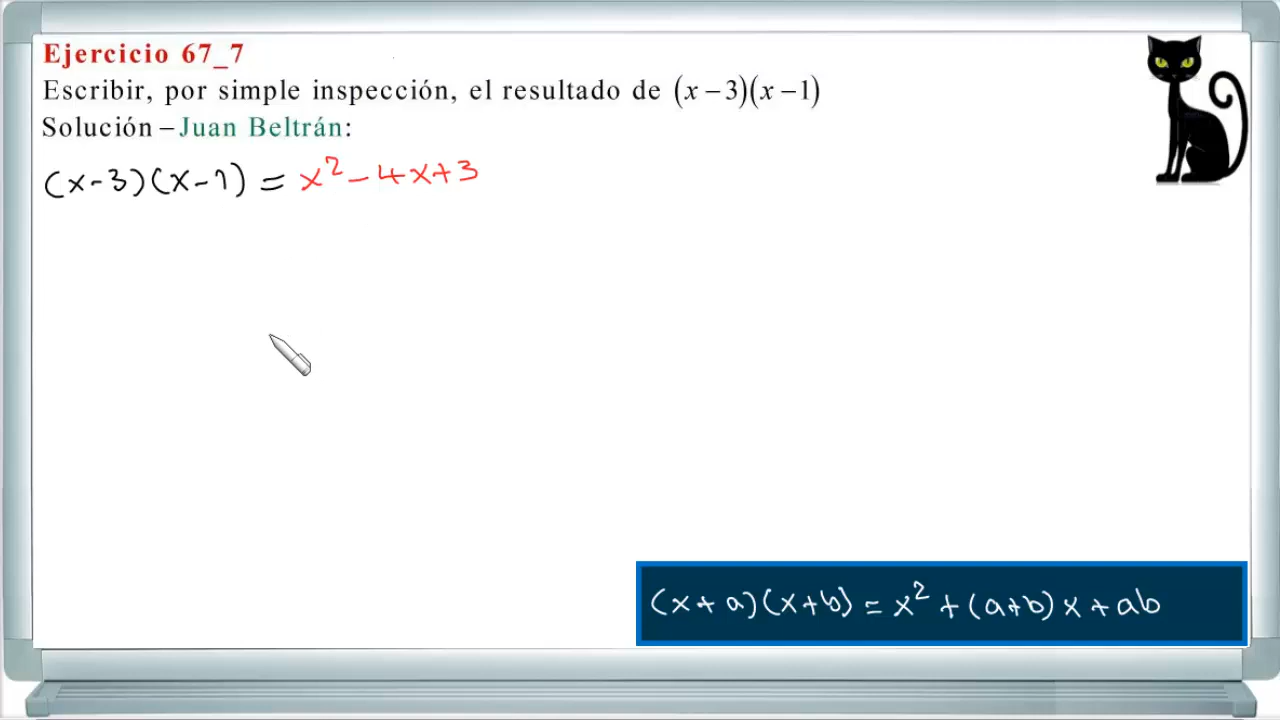 Ejercicio 67_7
Escribir, por simple inspección, el resultado de (x−3)(x−1)
Solución – Juan Beltrán:
(x-3)(x-1) = x² - 4x + 3
(x+a)(x+b) = x² + (a+b)x + ab